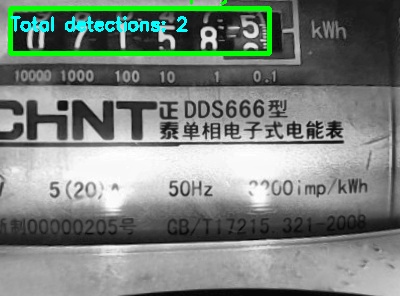 Total detections: 2
0 7 1 5 8 5 kWh
10000 1000 100 10 1 0.1
CHINT 正泰 DDS666型
单相电子式电能表
5(20)A 50Hz 3200imp/kWh
制00000205号 GB/T17215.321-2008